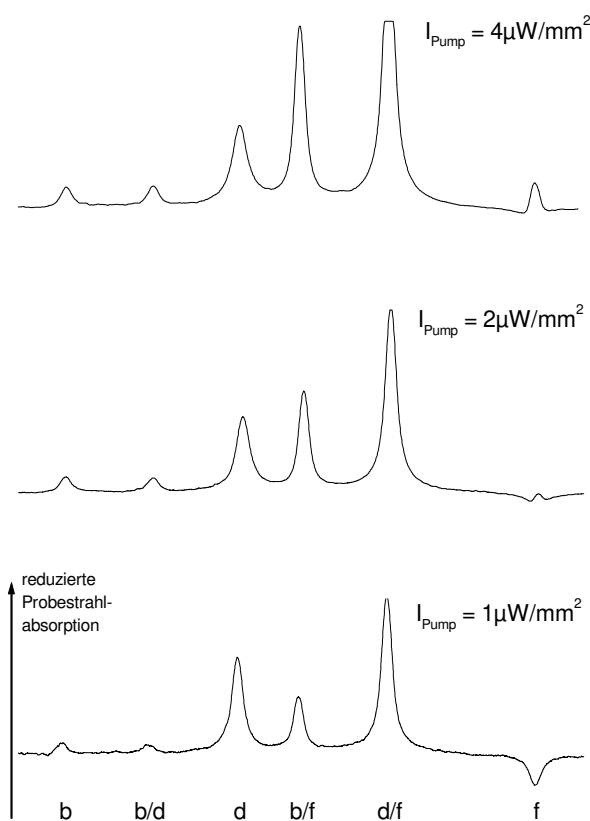 I_Pump = 4µW/mm²
I_Pump = 2µW/mm²
reduzierte
Probestrahl-
absorption
I_Pump = 1µW/mm²
b b/d d b/f d/f f